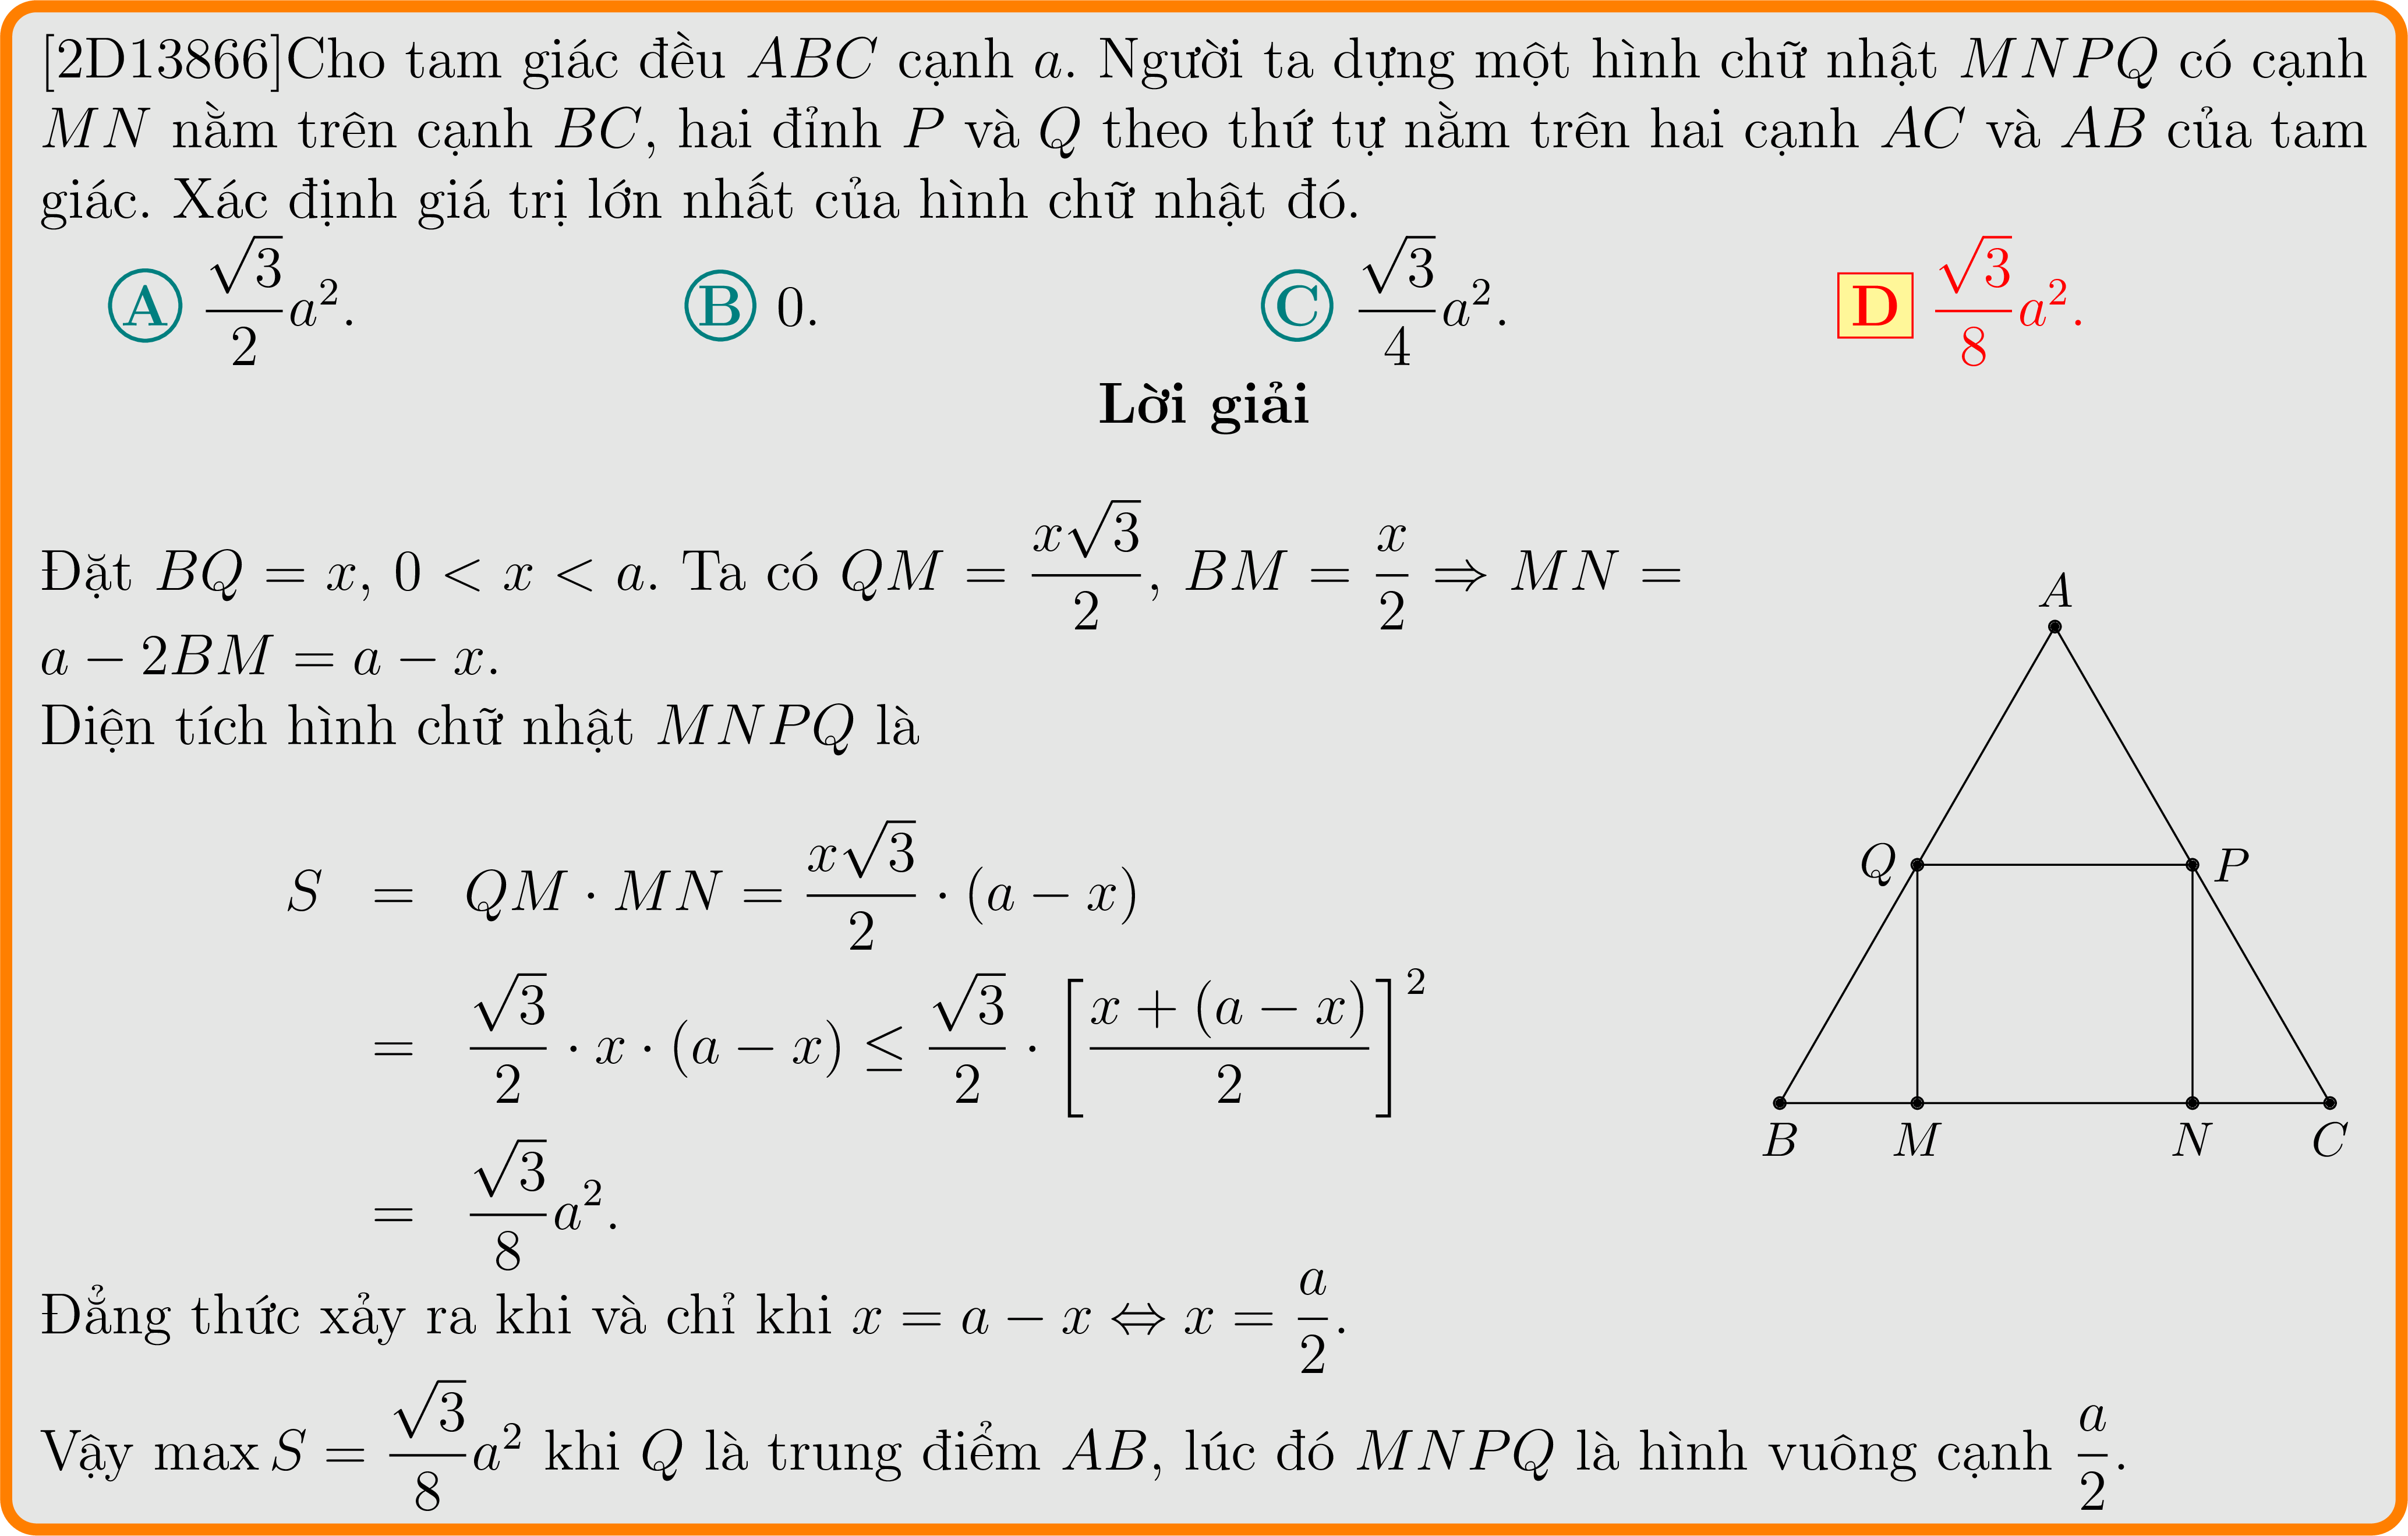 [2D13866]Cho tam giác đều ABC cạnh a. Người ta dựng một hình chữ nhật MNPQ có cạnh
MN nằm trên cạnh BC, hai đỉnh P và Q theo thứ tự nằm trên hai cạnh AC và AB của tam
giác. Xác định giá trị lớn nhất của hình chữ nhật đó.
A $\frac{\sqrt{3}}{2}a^2$. B 0. C $\frac{\sqrt{3}}{4}a^2$. D $\frac{\sqrt{3}}{8}a^2$.
Lời giải
Đặt BQ = x, 0 < x < a. Ta có $QM = \frac{x\sqrt{3}}{2}$, $BM = \frac{x}{2} \Rightarrow MN =$
a − 2BM = a − x.
Diện tích hình chữ nhật MNPQ là
$S = QM \cdot MN = \frac{x\sqrt{3}}{2} \cdot (a - x)$
$= \frac{\sqrt{3}}{2} \cdot x \cdot (a - x) \leq \frac{\sqrt{3}}{2} \cdot \left[\frac{x + (a - x)}{2}\right]^2$
$= \frac{\sqrt{3}}{8}a^2$.
Đẳng thức xảy ra khi và chỉ khi $x = a - x \Leftrightarrow x = \frac{a}{2}$.
Vậy $\max S = \frac{\sqrt{3}}{8}a^2$ khi Q là trung điểm AB, lúc đó MNPQ là hình vuông cạnh $\frac{a}{2}$.
A
Q P
B M N C